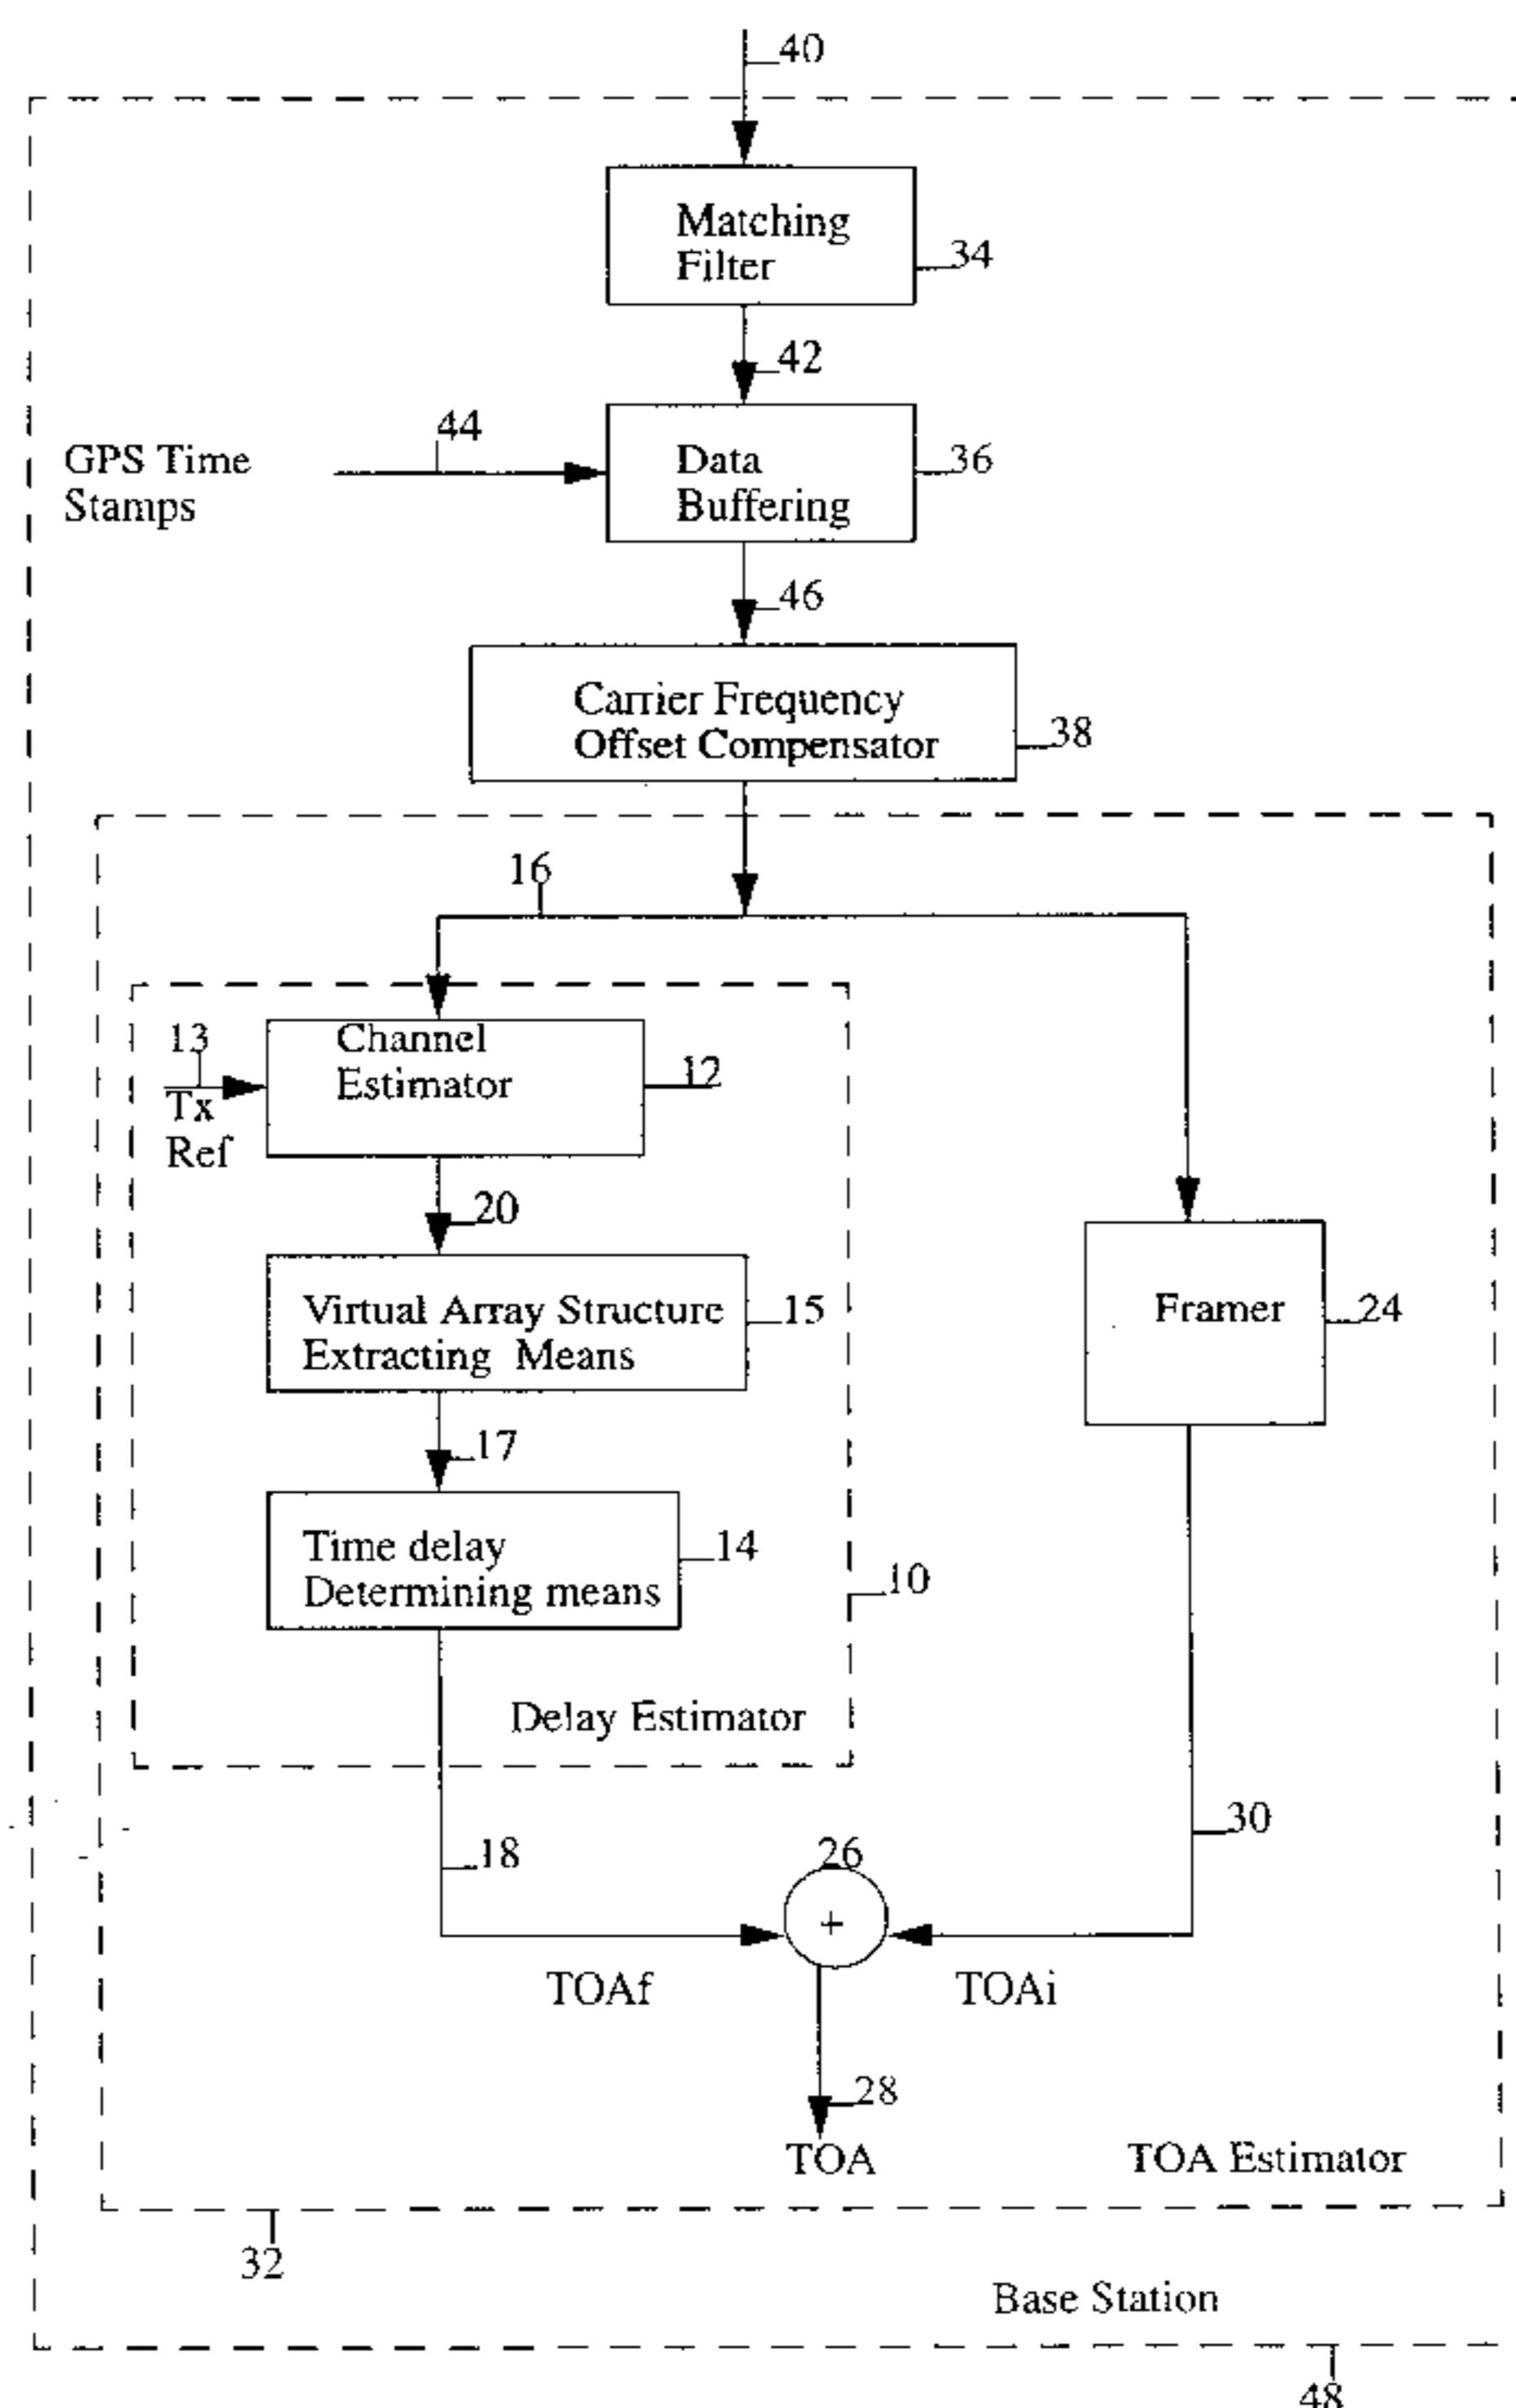 40
Matching
Filter
34
42
44
GPS Time
Stamps
Data
Buffering
36
46
Carrier Frequency
Offset Compensator
38
16
13
Tx
Ref
Channel
Estimator
12
20
Virtual Array Structure
Extracting Means
15
Framer
24
17
Time delay
Determining means
14
10
Delay Estimator
18
26
+
30
TOAf
TOAi
28
TOA
TOA Estimator
32
Base Station
48